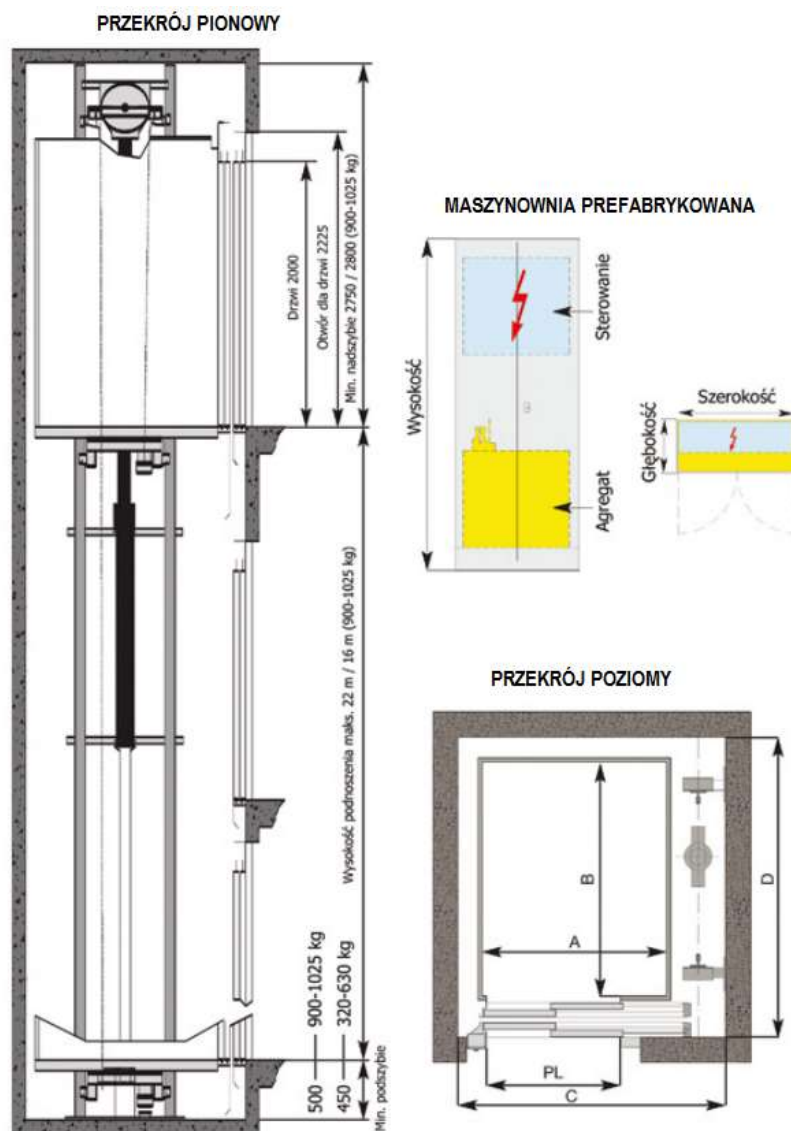 PRZEKRÓJ PIONOWY
Drzwi 2000
Otwór dla drzwi 2225
Min. nadszybie 2750 / 2800 (900-1025 kg)
Wysokość podnoszenia maks. 22 m / 16 m (900-1025 kg)
500 900-1025 kg
450 320-630 kg
Min. podszybie
MASZYNOWNIA PREFABRYKOWANA
Wysokość
Sterowanie
Agregat
Szerokość
Głębokość
PRZEKRÓJ POZIOMY
B
A
D
PL
C